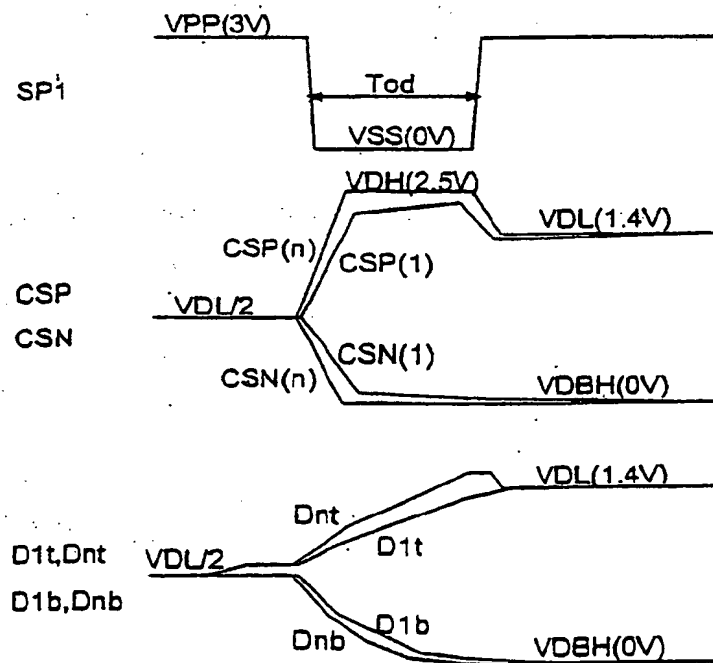 VPP(3V)
SP1
Tod
VSS(0V)
VDH(2.5V)
VDL(1.4V)
CSP(n)
CSP(1)
CSP
VDL/2
CSN
CSN(1)
CSN(n)
VDBH(0V)
VDL(1.4V)
Dnt
D1t
D1t,Dnt
VDL/2
D1b,Dnb
D1b
Dnb
VDBH(0V)